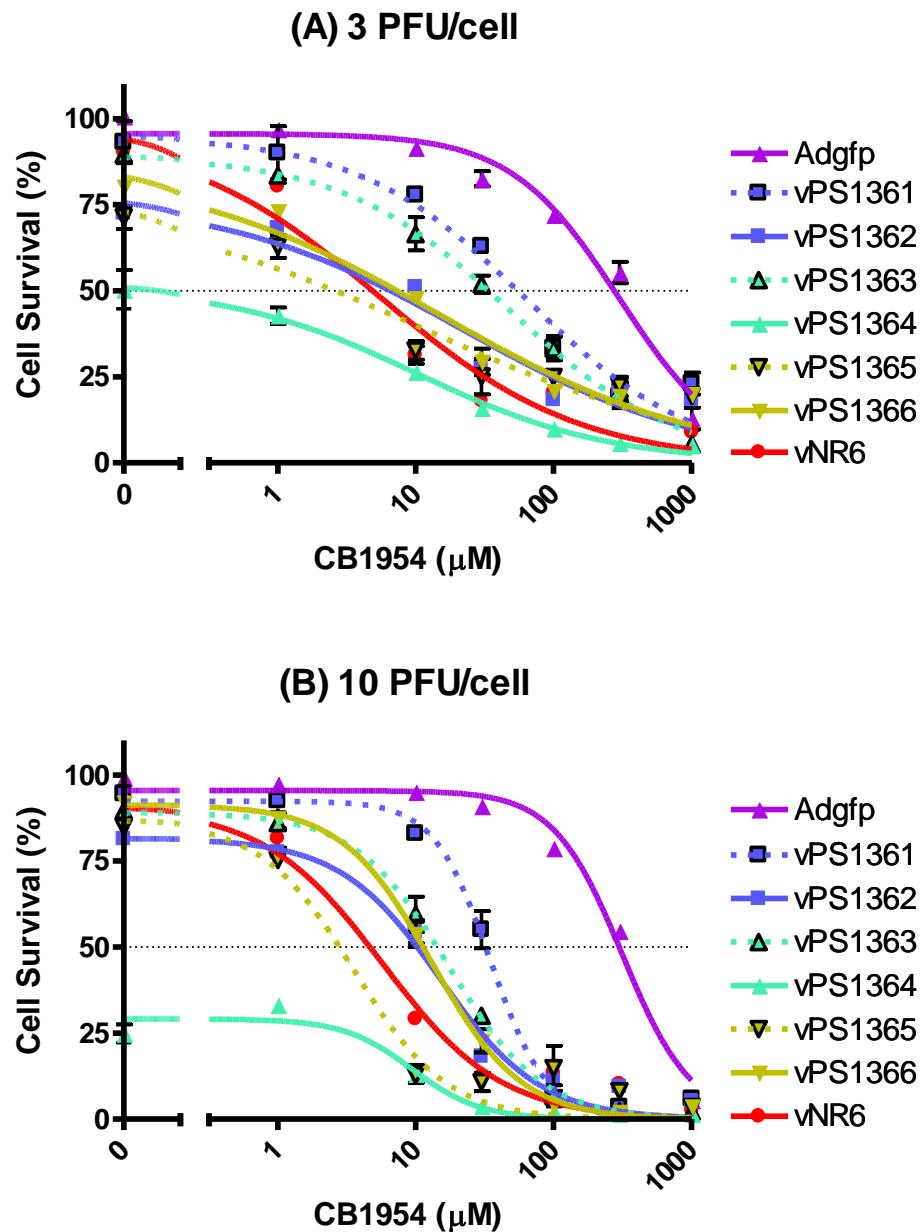 (A) 3 PFU/cell
Cell Survival (%)
100
75
50
25
0
0
1
10
100
1000
CB1954 (μM)
Adgfp
vPS1361
vPS1362
vPS1363
vPS1364
vPS1365
vPS1366
vNR6
(B) 10 PFU/cell
Cell Survival (%)
100
75
50
25
0
0
1
10
100
1000
CB1954 (μM)
Adgfp
vPS1361
vPS1362
vPS1363
vPS1364
vPS1365
vPS1366
vNR6